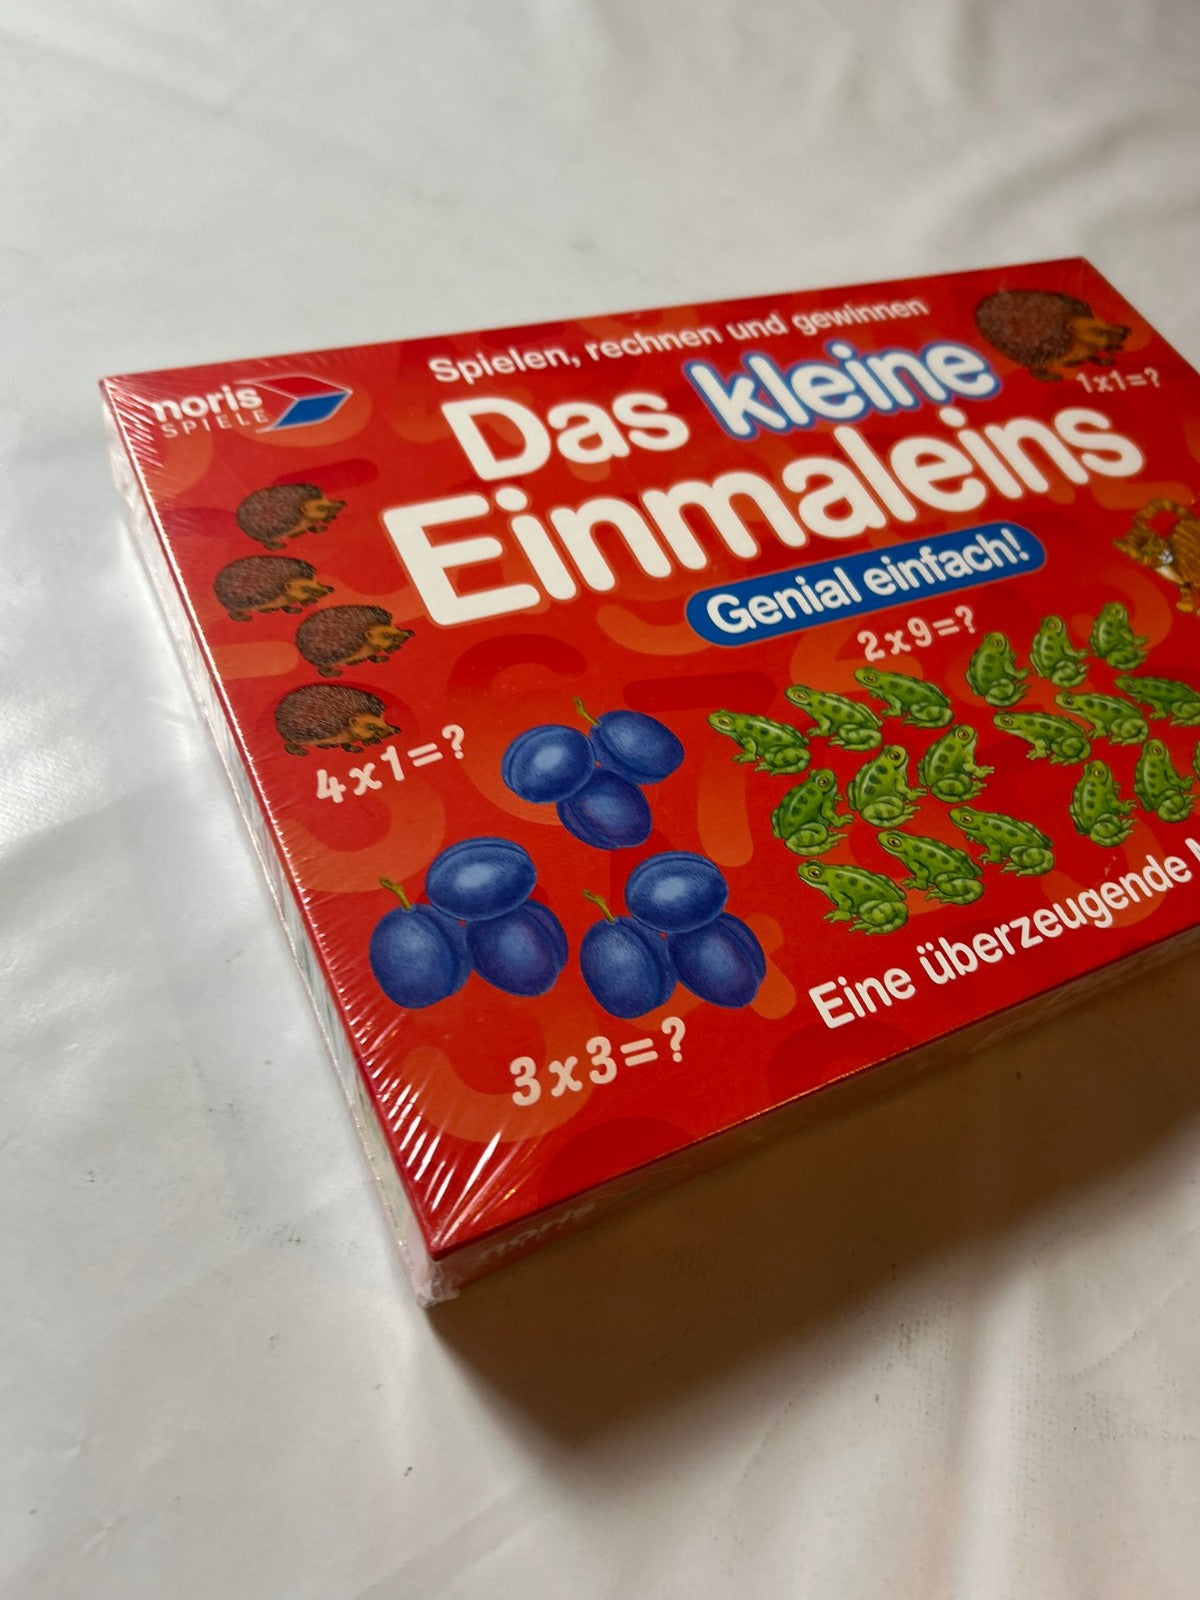 noris
SPIELE
Spielen, rechnen und gewinnen
Das kleine
Einmaleins
Genial einfach!
1x1=?
2x9=?
4x1=?
3x3=?
Eine überzeugende
noris